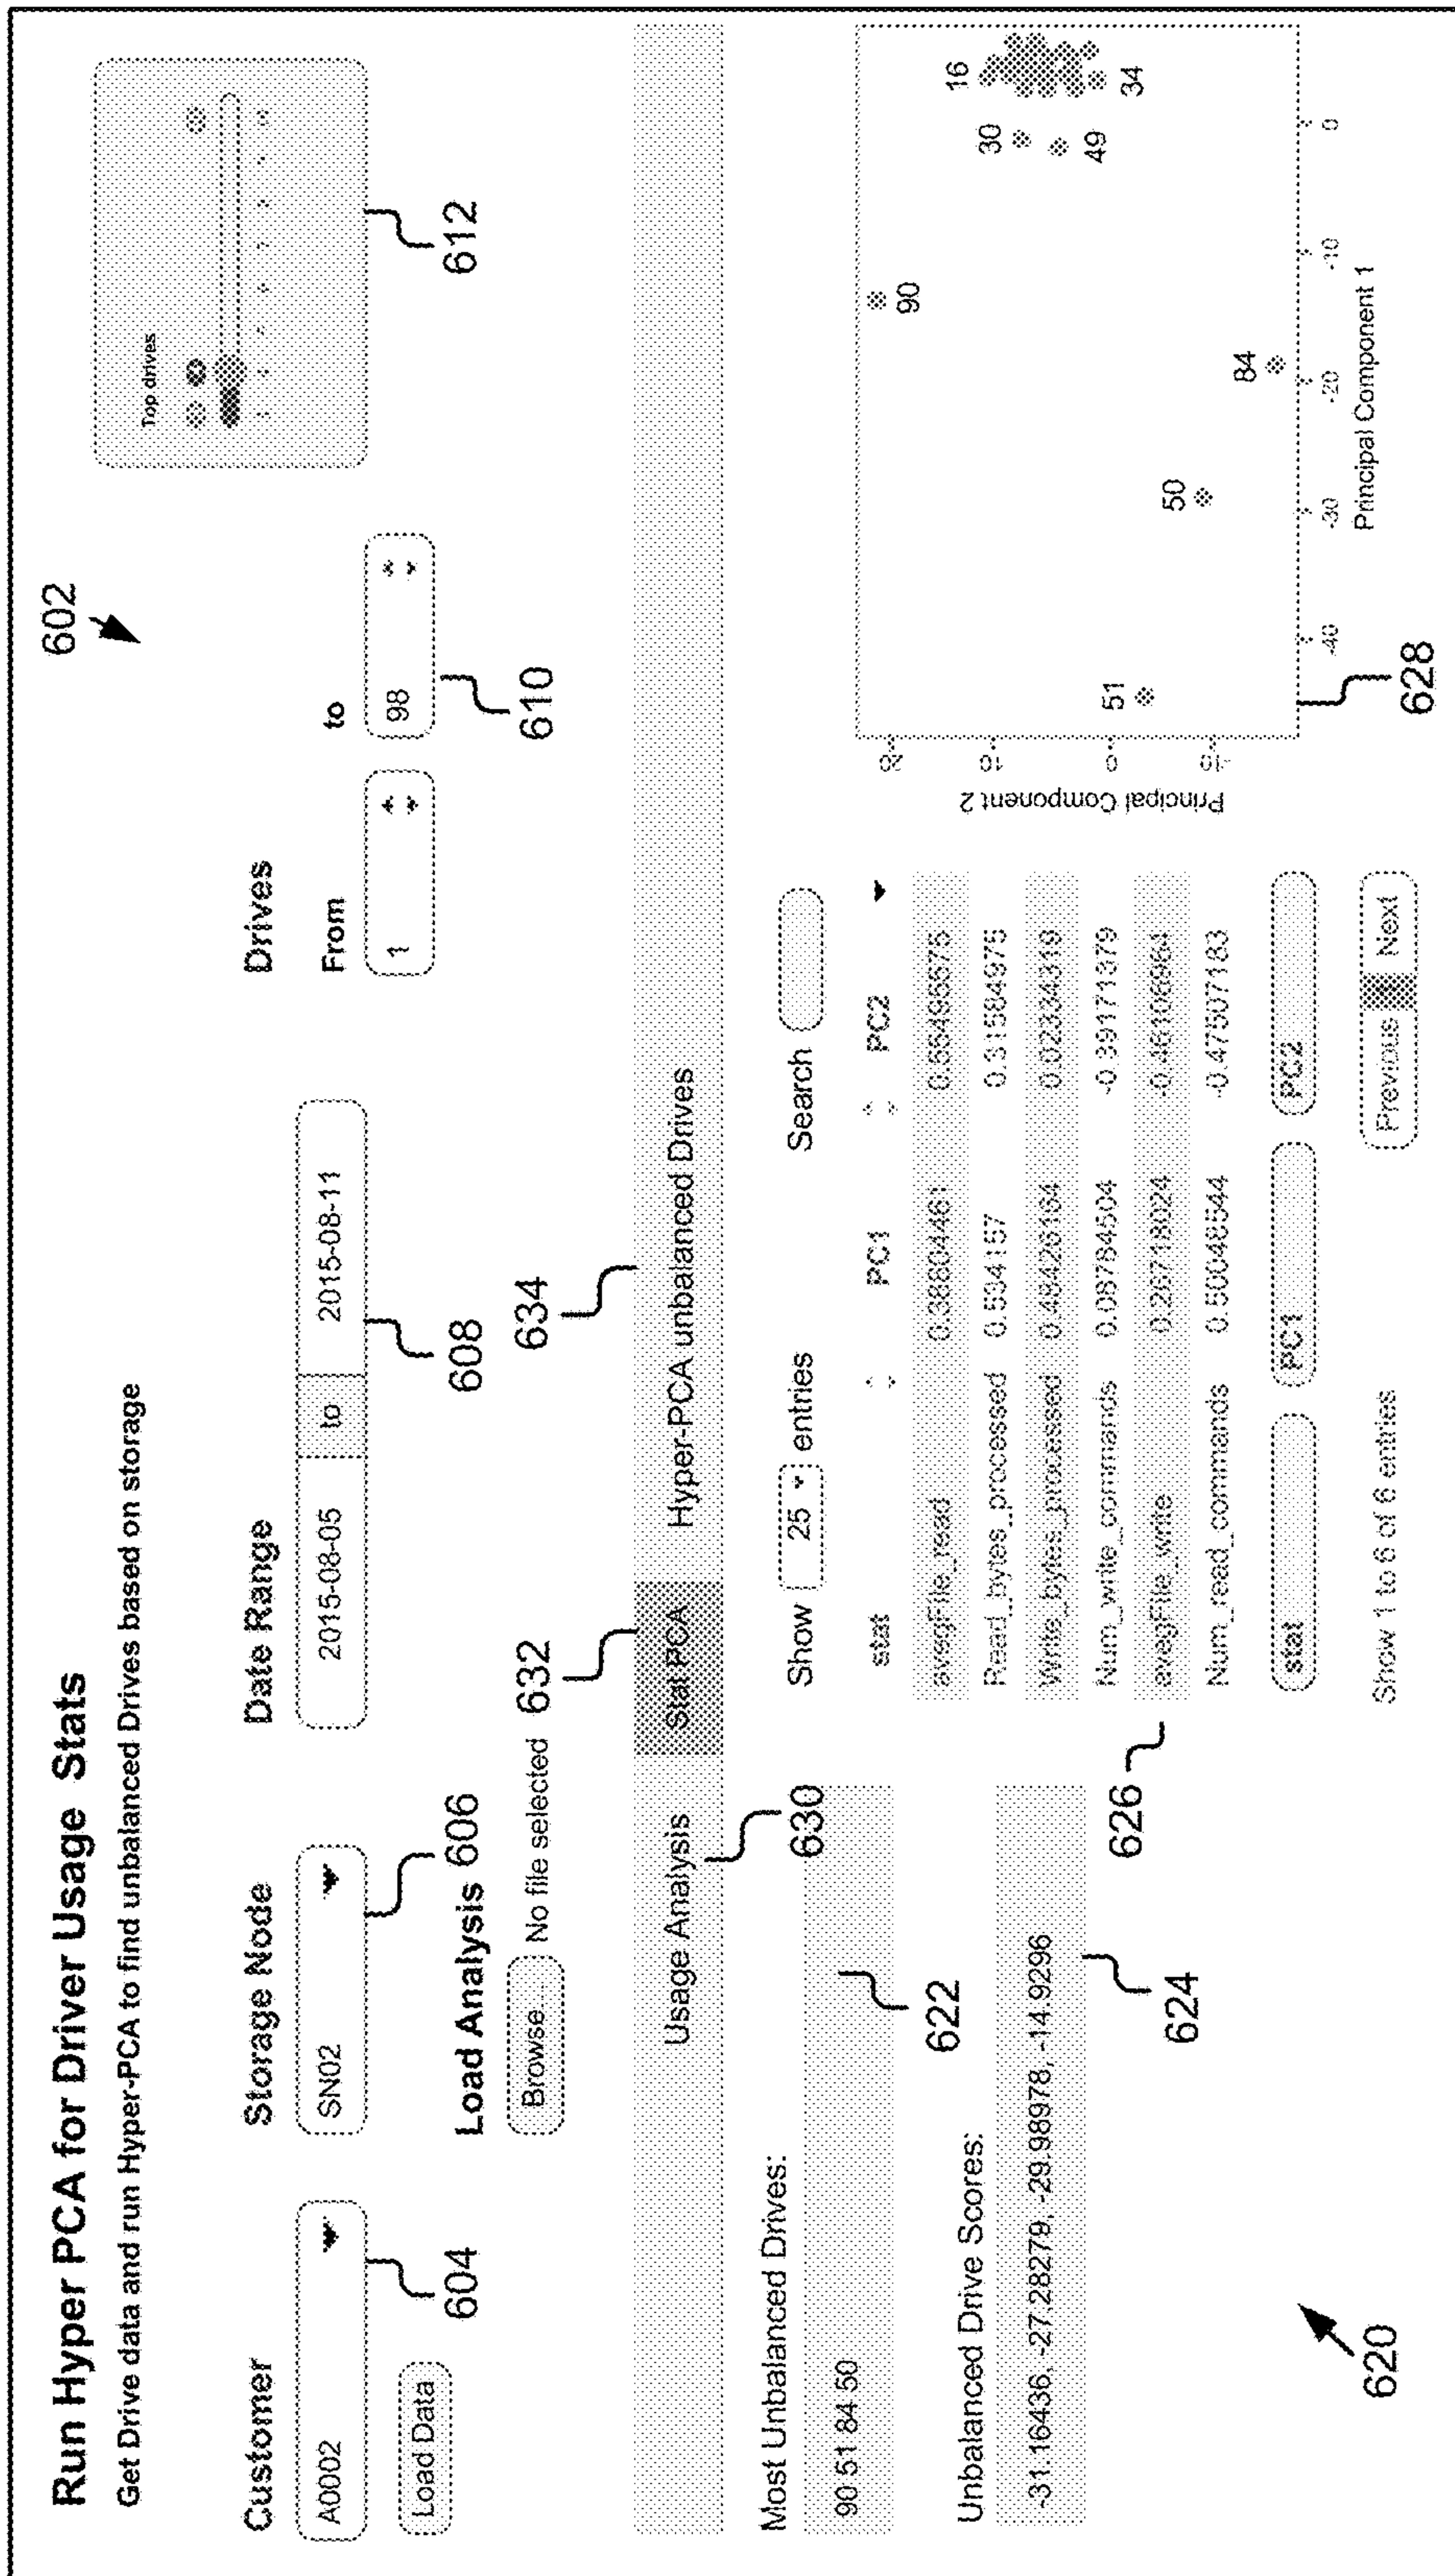 Run Hyper PCA for Driver Usage Stats
Get Drive data and run Hyper-PCA to find unbalanced Drives based on storage
602
Customer
Storage Node
Date Range
Drives
From
to
A0002
SN02
2015-08-05 to 2015-08-11
1
98
Top drives
604
606
608
610
612
Load Data
Load Analysis
Browse... No file selected
630
632
634
Usage Analysis
Stat PCA
Hyper-PCA unbalanced Drives
Most Unbalanced Drives:
90 51 84 50
622
Unbalanced Drive Scores:
-31.16436, -27.28279, -29.98978, -14.9296
624
620
Show 25 entries
Search
stat PC1 PC2
avegFile_read 0.38804461
Read_bytes_processed 0.534157 0.31584975
Write_bytes_processed 0.48426164 0.02334319
Num_write_commands 0.08784504 -0.39171379
avegFile_write 0.26718024 -0.46106964
Num_read_commands 0.50048544 -0.47507183
stat PC1 PC2
Show 1 to 6 of 6 entries
Previous Next
626
Principal Component 2
20
10
0
-10
16
30
49
34
90
84
50
51
-40 -30 -20 -10 0
Principal Component 1
628